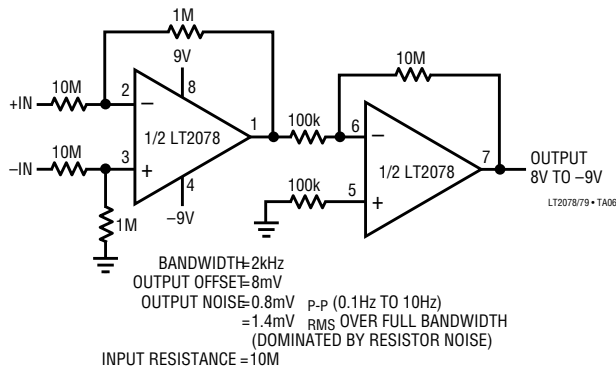 1M
10M
9V
10M
+IN
2
8
1/2 LT2078
1
100k
6
10M
–IN
3
4
–9V
1M
100k
5
1/2 LT2078
7
OUTPUT
8V TO –9V
LT2078/79 • TA06
BANDWIDTH=2kHz
OUTPUT OFFSET=8mV
OUTPUT NOISE=0.8mV P-P (0.1Hz TO 10Hz)
=1.4mV RMS OVER FULL BANDWIDTH
(DOMINATED BY RESISTOR NOISE)
INPUT RESISTANCE =10M